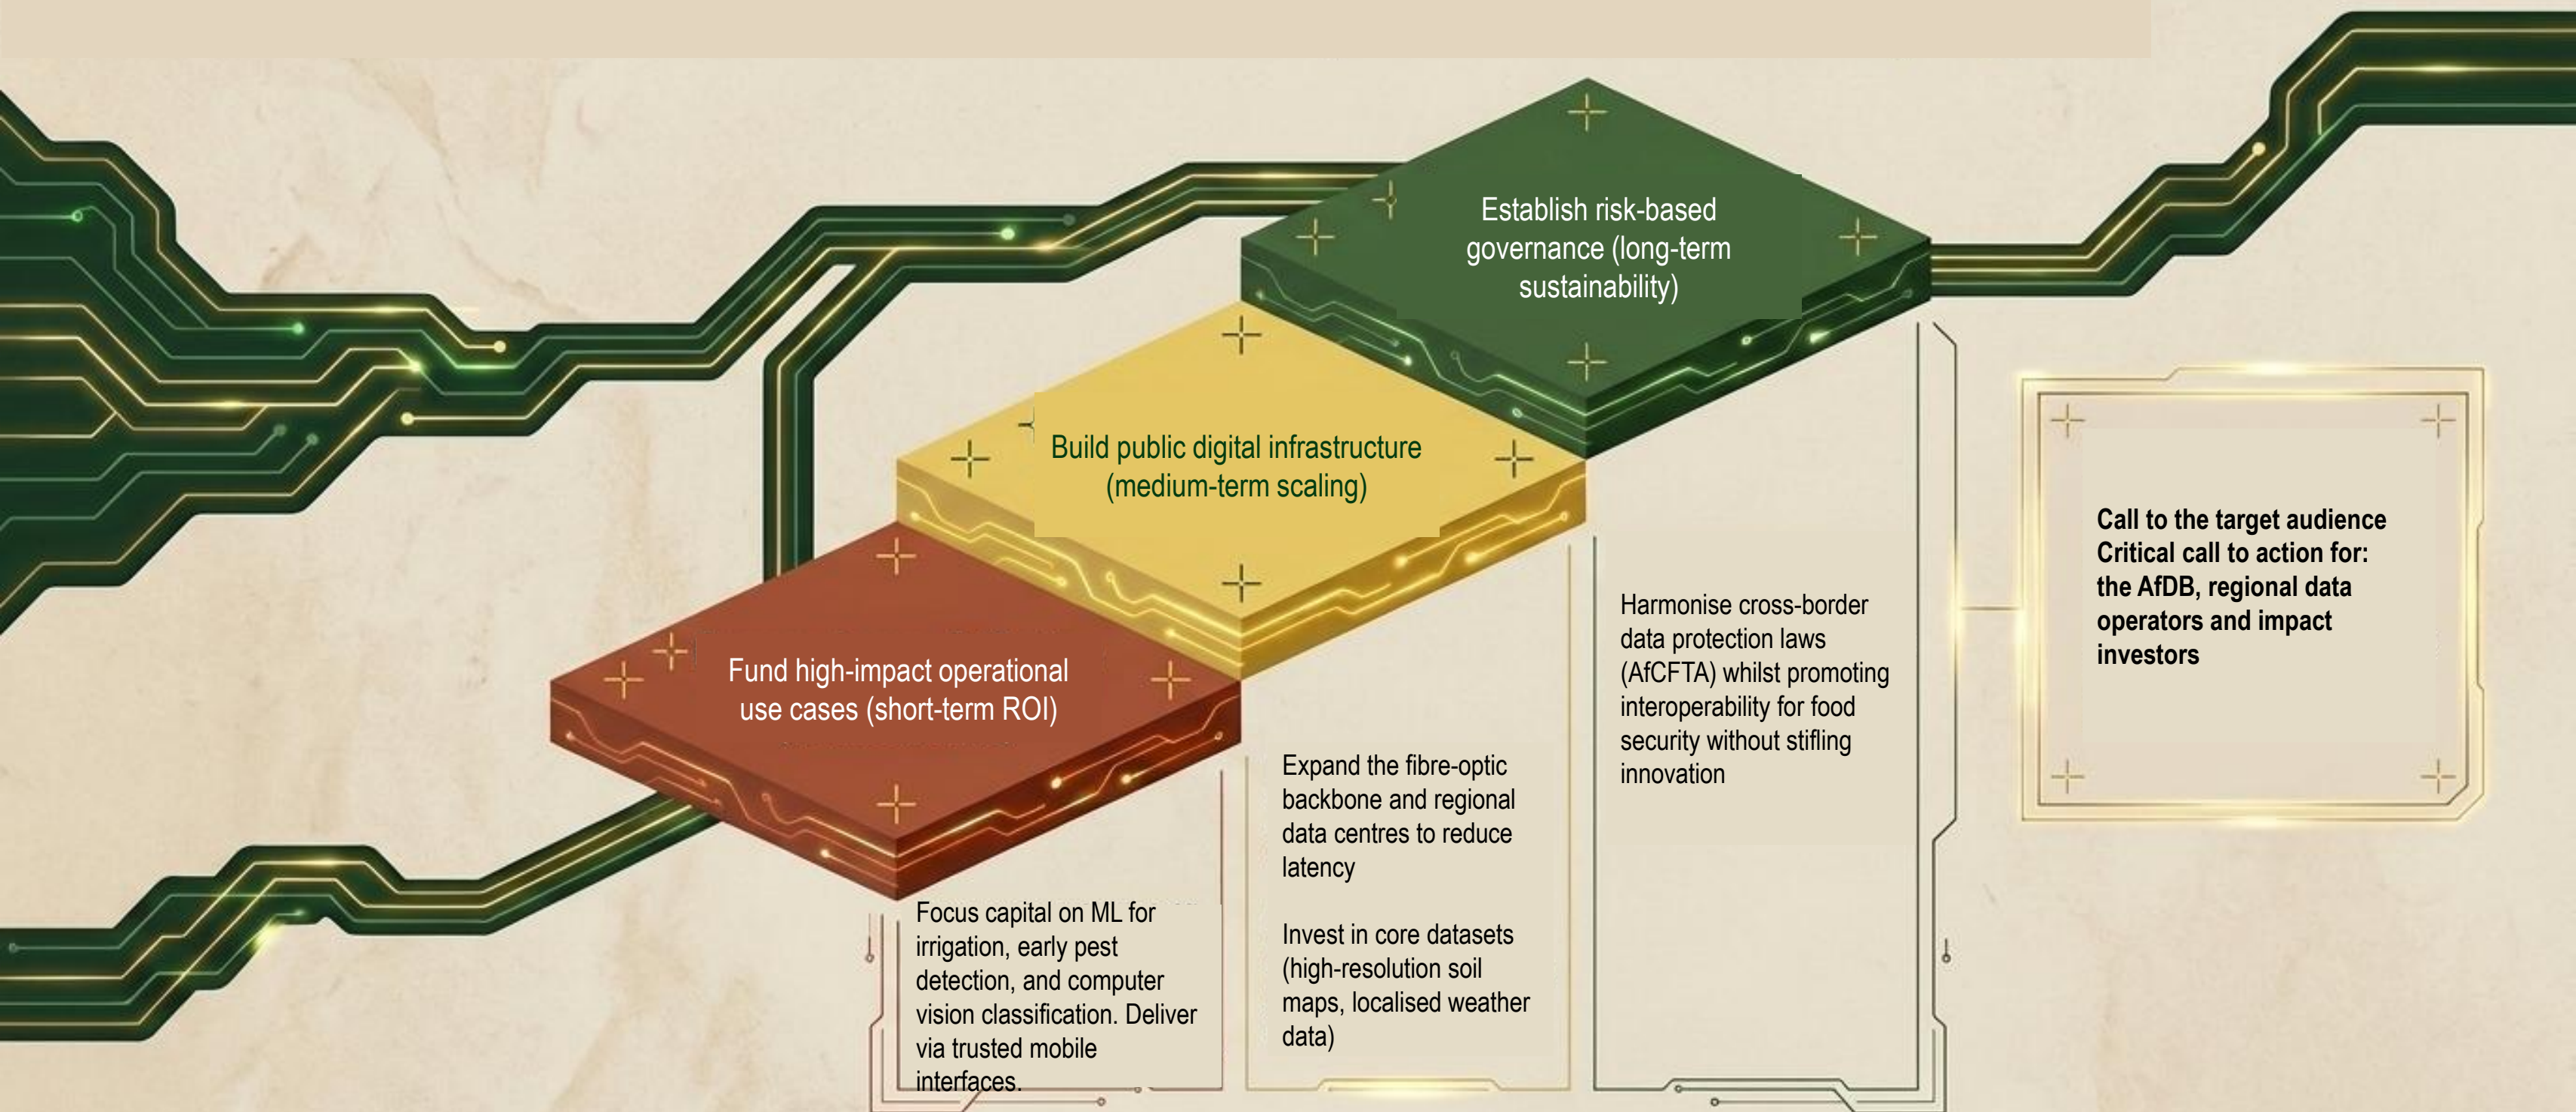 Establish risk-based
governance (long-term
sustainability)
Build public digital infrastructure
(medium-term scaling)
Fund high-impact operational
use cases (short-term ROI)
Focus capital on ML for
irrigation, early pest
detection, and computer
vision classification. Deliver
via trusted mobile
interfaces.
Expand the fibre-optic
backbone and regional
data centres to reduce
latency
Invest in core datasets
(high-resolution soil
maps, localised weather
data)
Harmonise cross-border
data protection laws
(AfCFTA) whilst promoting
interoperability for food
security without stifling
innovation
Call to the target audience
Critical call to action for:
the AfDB, regional data
operators and impact
investors